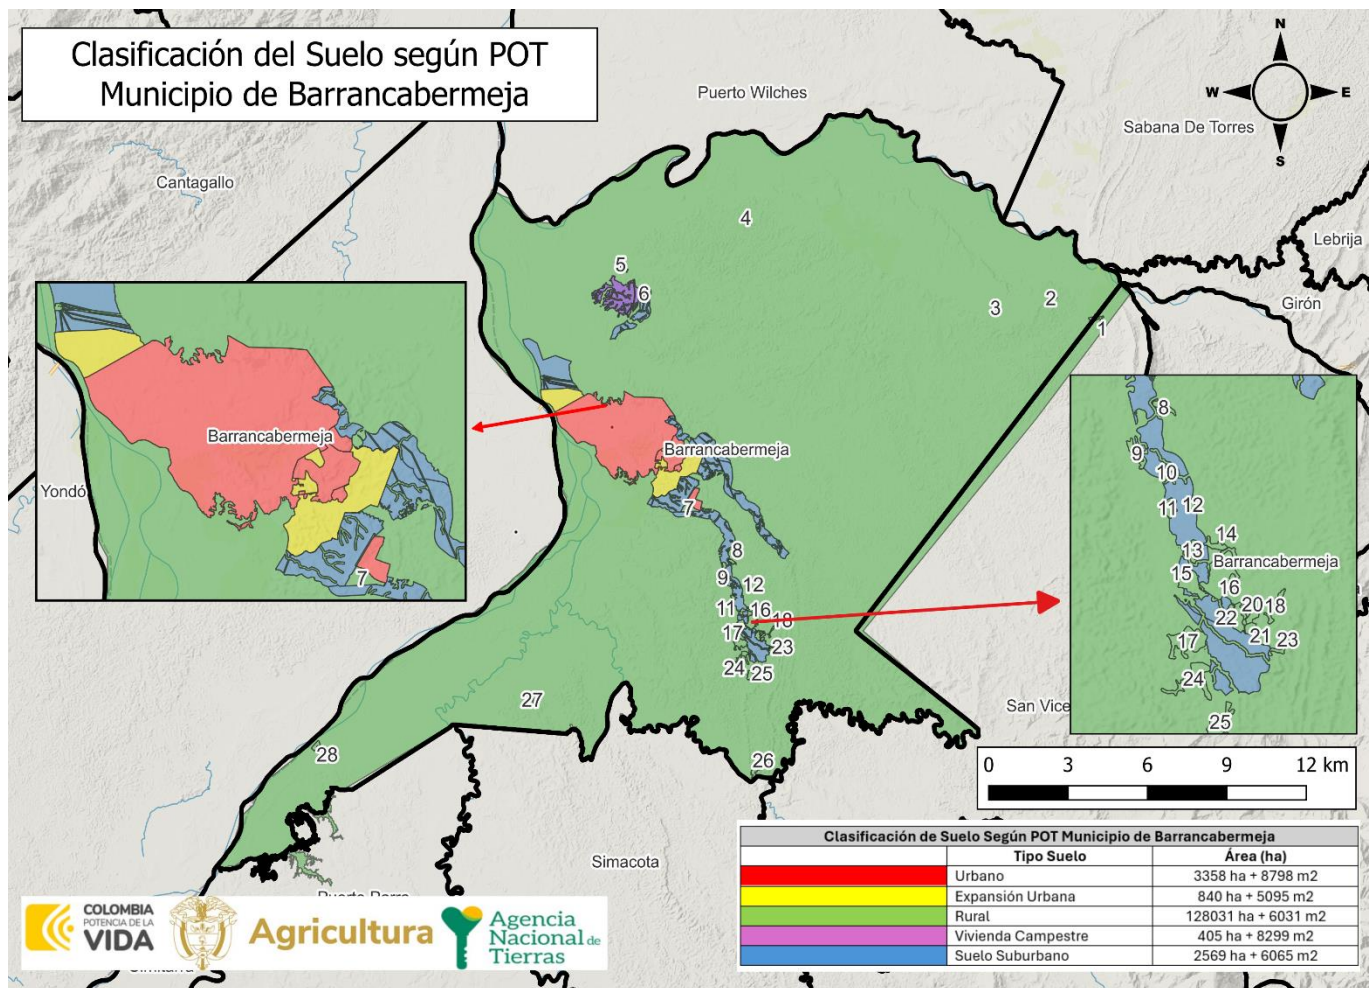 Clasificación del Suelo según POT
Municipio de Barrancabermeja
N
W
E
S
Puerto Wilches
Sabana De Torres
Cantagallo
Lebrija
Girón
4
5
6
3
2
1
Barrancabermeja
Yondó
7
Barrancabermeja
7
8
9
12
11
16
18
17
23
24
25
27
28
26
8
9
10
11
12
14
13
Barrancabermeja
15
16
20
18
22
17
21
23
24
25
San Vice
0 3 6 9 12 km
Simacota
Clasificación de Suelo Según POT Municipio de Barrancabermeja
Tipo Suelo Área (ha)
Urbano 3358 ha + 8798 m2
Expansión Urbana 840 ha + 5095 m2
Rural 128031 ha + 6031 m2
Vivienda Campestre 405 ha + 8299 m2
Suelo Suburbano 2569 ha + 6065 m2
COLOMBIA
POTENCIA DE LA
VIDA
Agricultura
Agencia
Nacional de
Tierras